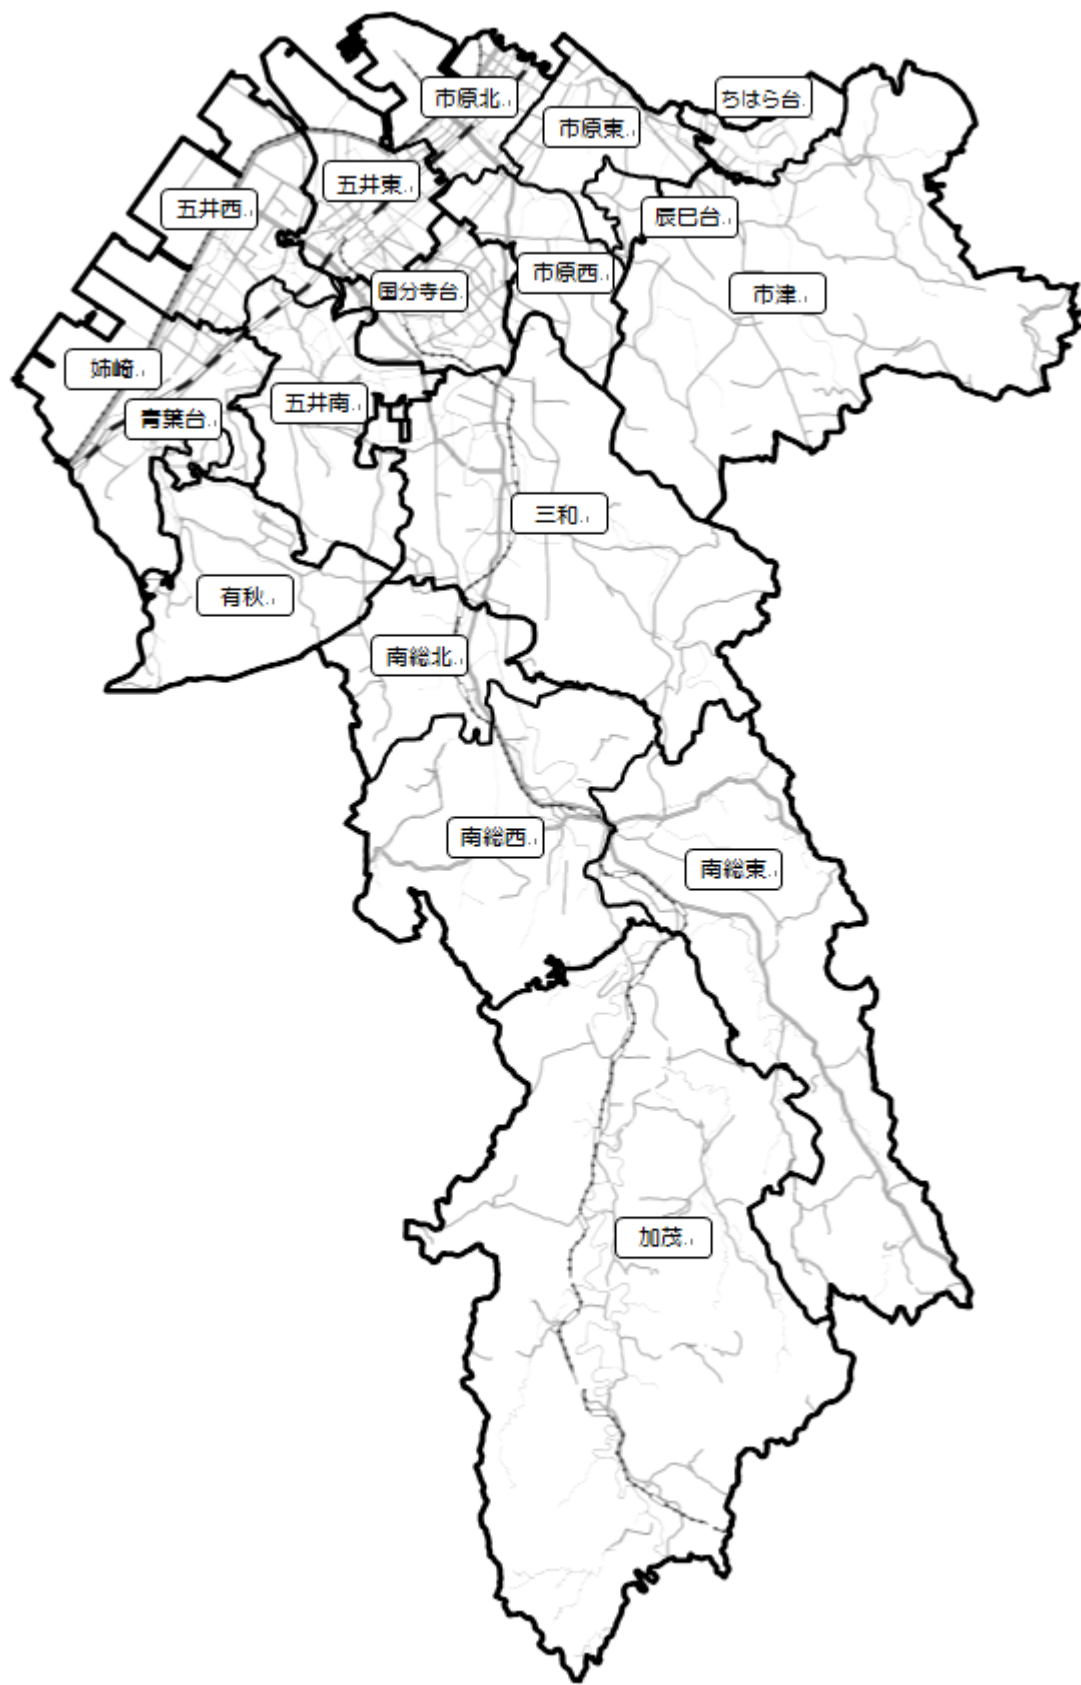 ちはら台
市原北
市原東
五井東
五井西
辰巳台
市原西
国分寺台
市津
姉崎
五井南
青葉台
三和
有秋
南総北
南総西
南総東
加茂